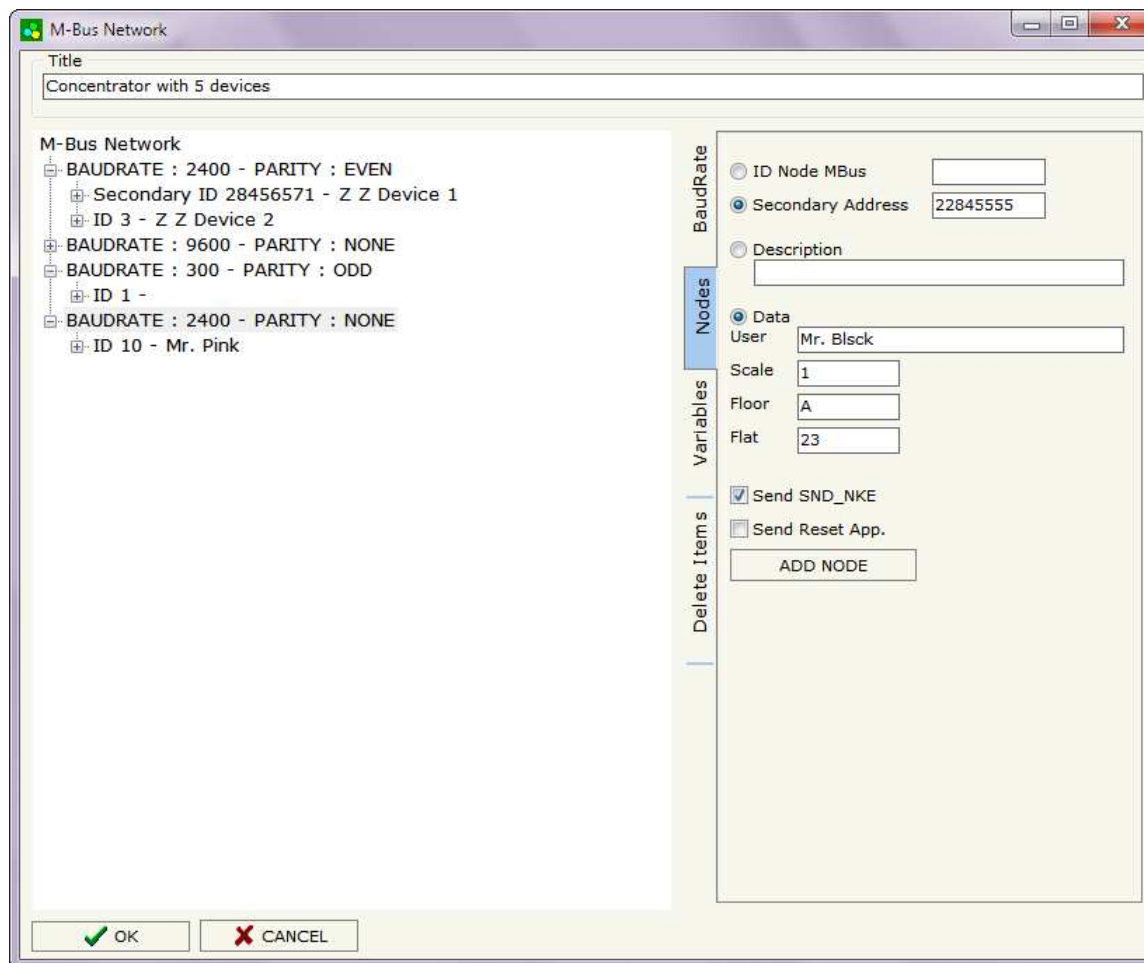 M-Bus Network
Title
Concentrator with 5 devices
M-Bus Network
BAUDRATE : 2400 - PARITY : EVEN
Secondary ID 28456571 - Z Z Device 1
ID 3 - Z Z Device 2
BAUDRATE : 9600 - PARITY : NONE
BAUDRATE : 300 - PARITY : ODD
ID 1 -
BAUDRATE : 2400 - PARITY : NONE
ID 10 - Mr. Pink
BaudRate
Nodes
Variables
Delete Items
ID Node MBus
Secondary Address 22845555
Description
Data
User Mr. Blsck
Scale 1
Floor A
Flat 23
Send SND_NKE
Send Reset App.
ADD NODE
OK CANCEL